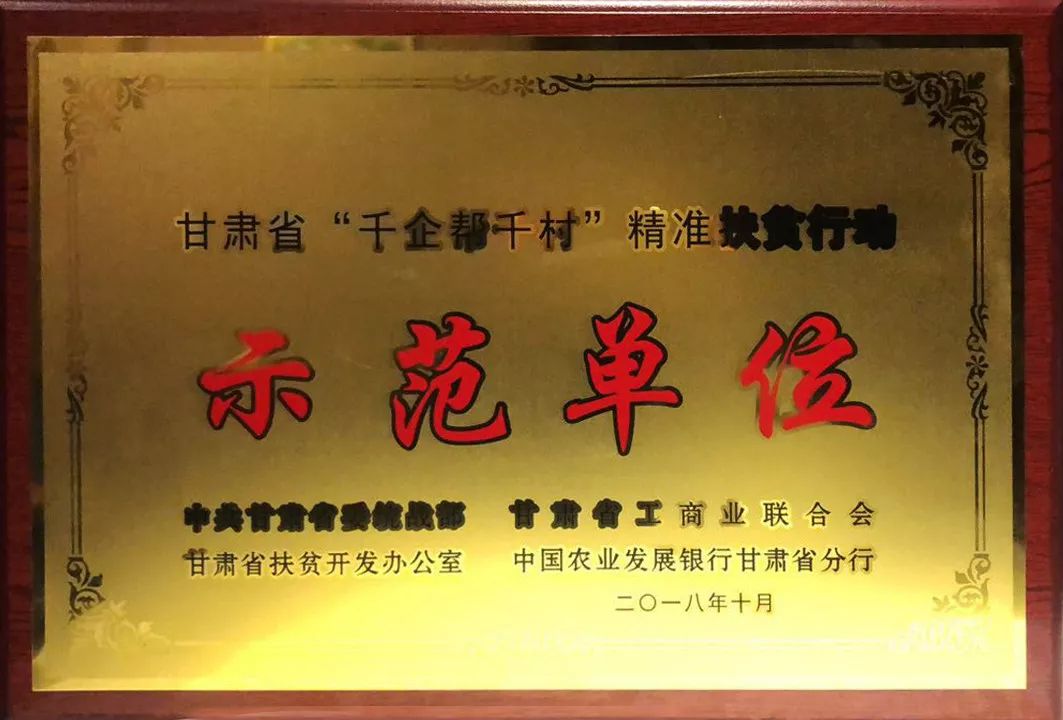 甘肃省“千企帮千村”精准扶贫行动
示范单位
中共甘肃省委统战部 甘肃省工商业联合会
甘肃省扶贫开发办公室 中国农业发展银行甘肃省分行
二〇一八年十月